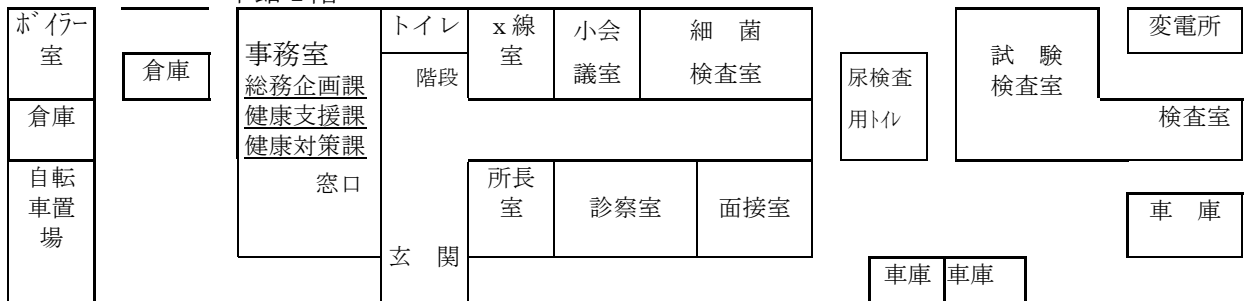 ﾎﾞｲﾗｰ
室
倉庫
自転
車置
場
倉庫
事務室
総務企画課
健康支援課
健康対策課
窓口
トイレ
階段
玄　関
x 線
室
小会
議室
細　菌
検査室
所長
室
診察室
面接室
尿検査
用ﾄｲﾚ
試　験
検査室
変電所
検査室
車　庫
車庫
車庫